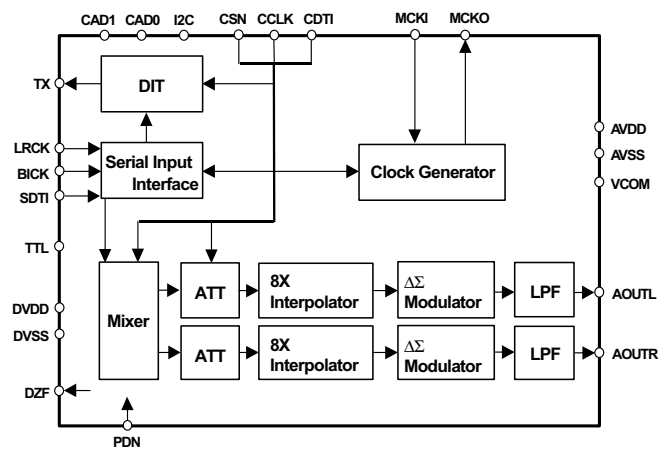 CAD1 CAD0 I2C CSN CCLK CDTI MCKI MCKO
TX
DIT
LRCK
BICK
SDTI
Serial Input
Interface
Clock Generator
AVDD
AVSS
VCOM
TTL
DVDD
DVSS
DZF
Mixer
ATT
8X
Interpolator
ΔΣ
Modulator
LPF
AOUTL
ATT
8X
Interpolator
ΔΣ
Modulator
LPF
AOUTR
PDN